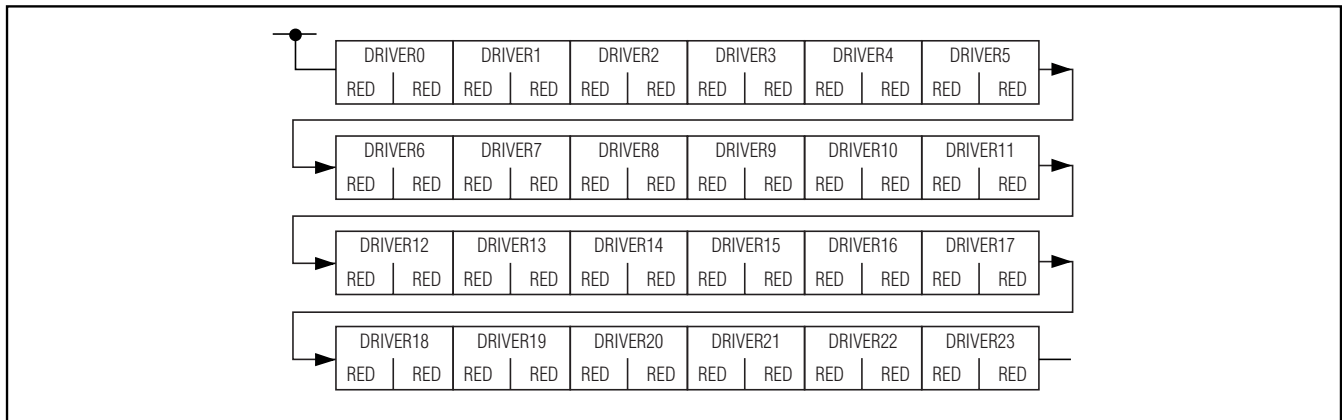 DRIVER0 DRIVER1 DRIVER2 DRIVER3 DRIVER4 DRIVER5
RED RED RED RED RED RED RED RED RED RED RED RED
DRIVER6 DRIVER7 DRIVER8 DRIVER9 DRIVER10 DRIVER11
RED RED RED RED RED RED RED RED RED RED RED RED
DRIVER12 DRIVER13 DRIVER14 DRIVER15 DRIVER16 DRIVER17
RED RED RED RED RED RED RED RED RED RED RED RED
DRIVER18 DRIVER19 DRIVER20 DRIVER21 DRIVER22 DRIVER23
RED RED RED RED RED RED RED RED RED RED RED RED